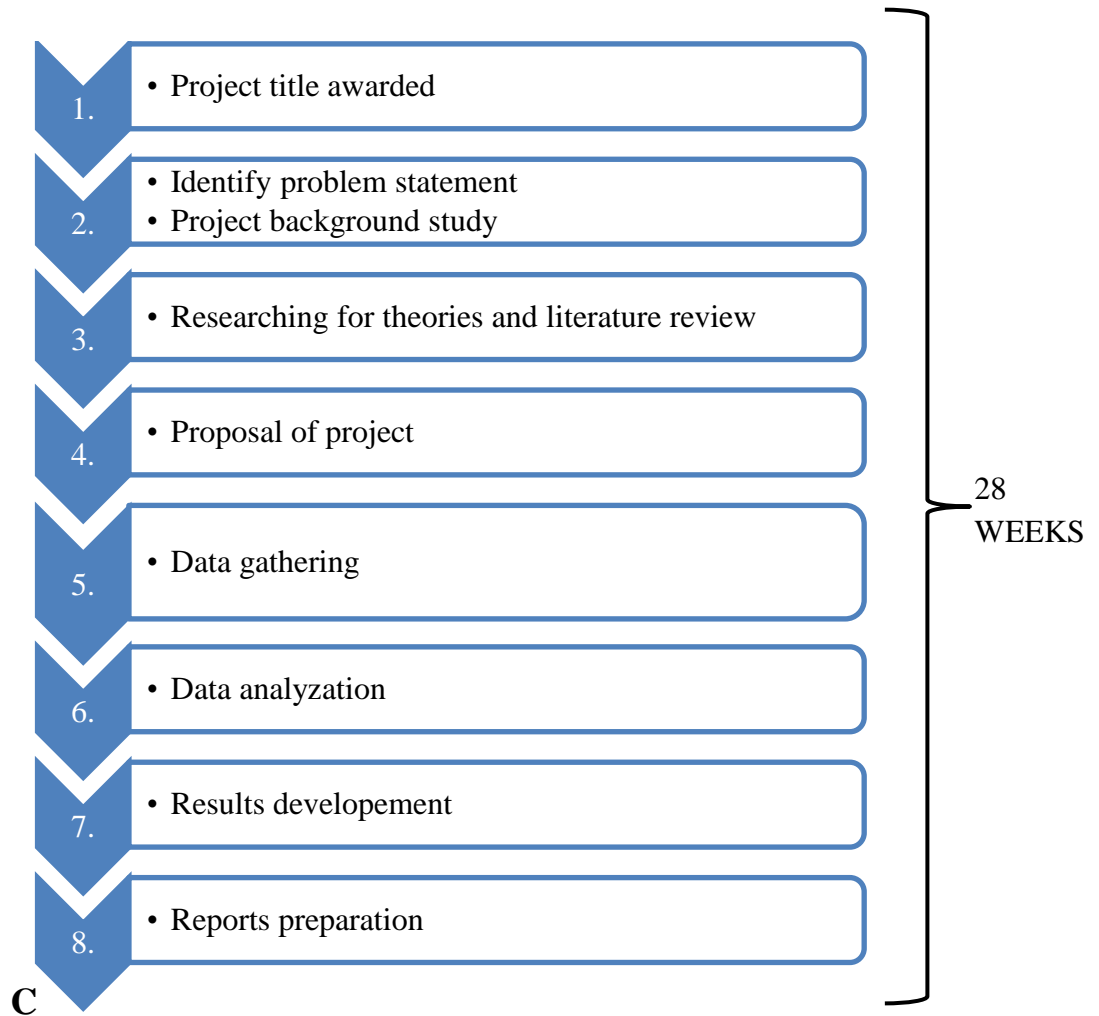 1.
• Project title awarded
2.
• Identify problem statement
• Project background study
3.
• Researching for theories and literature review
4.
• Proposal of project
5.
• Data gathering
6.
• Data analyzation
7.
• Results developement
8.
• Reports preparation
28
WEEKS
C